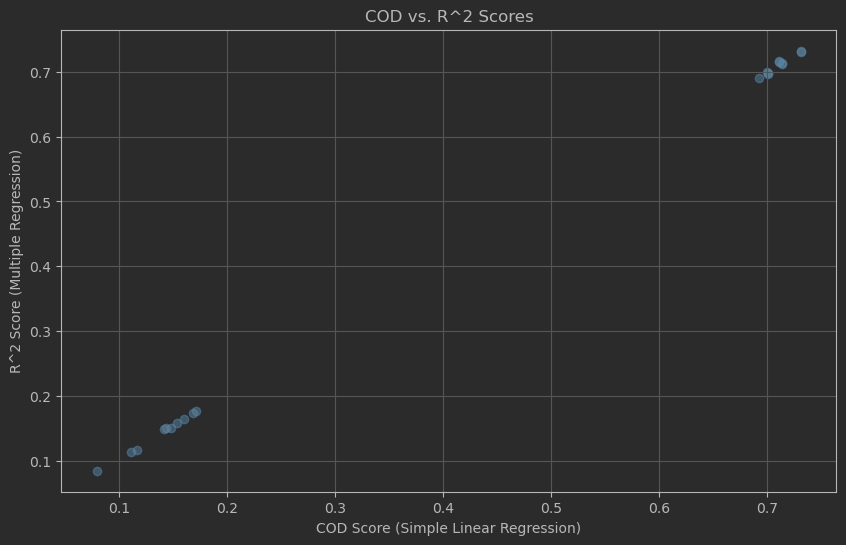 COD vs. R^2 Scores
R^2 Score (Multiple Regression)
0.7
0.6
0.5
0.4
0.3
0.2
0.1
0.1 0.2 0.3 0.4 0.5 0.6 0.7
COD Score (Simple Linear Regression)